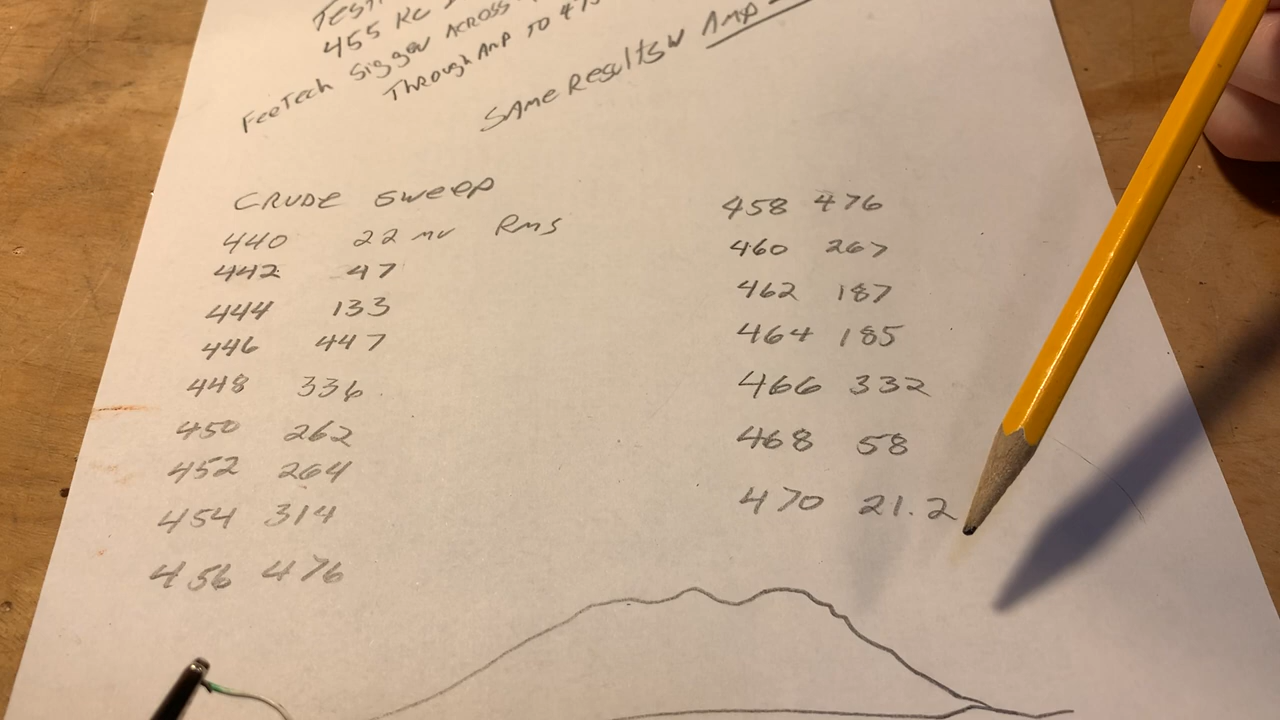 455 KC
FeeTech Siggen ACROSS
Through Amp TO 475
SAme Results w Amp
CRUDE Sweep
440 22 mv Rms
442 47
444 133
446 447
448 336
450 262
452 264
454 314
456 476
458 476
460 267
462 187
464 185
466 332
468 58
470 21.2